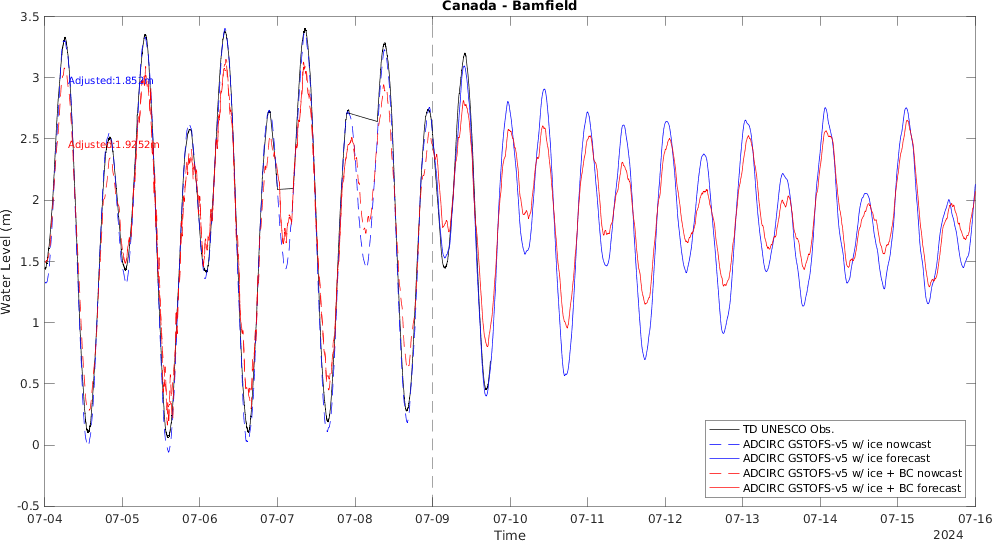 Canada - Bamfield
3.5
3
2.5
2
1.5
1
0.5
0
-0.5
Water Level (m)
Adjusted:1.852m
Adjusted:1.9252m
TD UNESCO Obs.
ADCIRC GSTOFS-v5 w/ ice nowcast
ADCIRC GSTOFS-v5 w/ ice forecast
ADCIRC GSTOFS-v5 w/ ice + BC nowcast
ADCIRC GSTOFS-v5 w/ ice + BC forecast
07-04 07-05 07-06 07-07 07-08 07-09 07-10 07-11 07-12 07-13 07-14 07-15 07-16
Time
2024